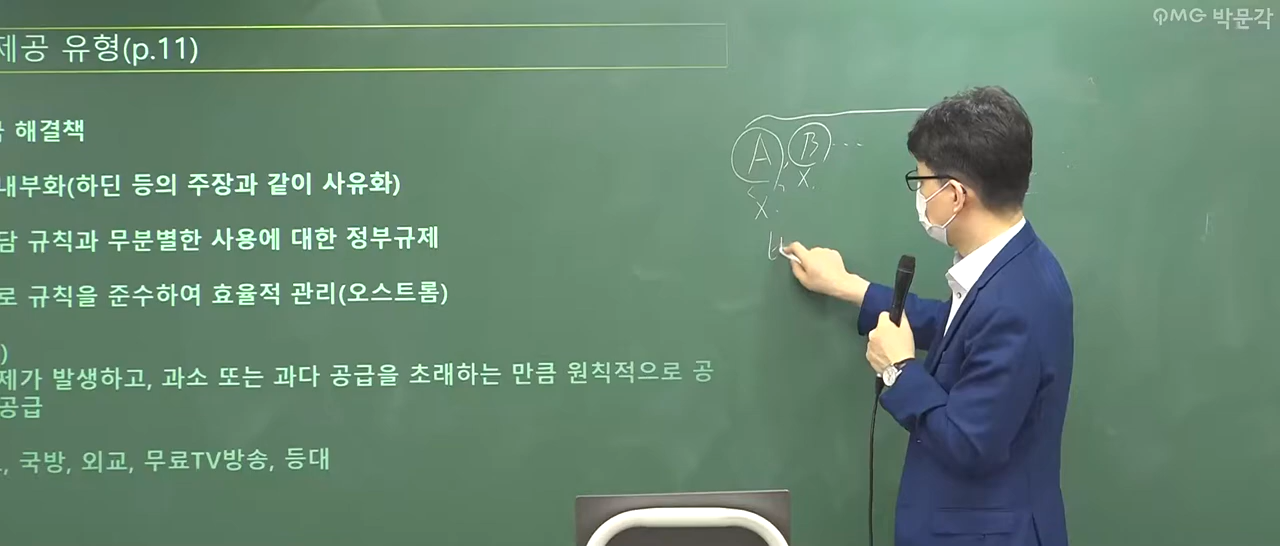 PMG 박문각
제공 유형(p.11)
해결책
내부화(하딘 등의 주장과 같이 사유화)
담 규칙과 무분별한 사용에 대한 정부규제
로 규칙을 준수하여 효율적 관리(오스트롬)
)
제가 발생하고, 과소 또는 과다 공급을 초래하는 만큼 원칙적으로 공
공급
, 국방, 외교, 무료TV방송, 등대
A, B ...
X X.